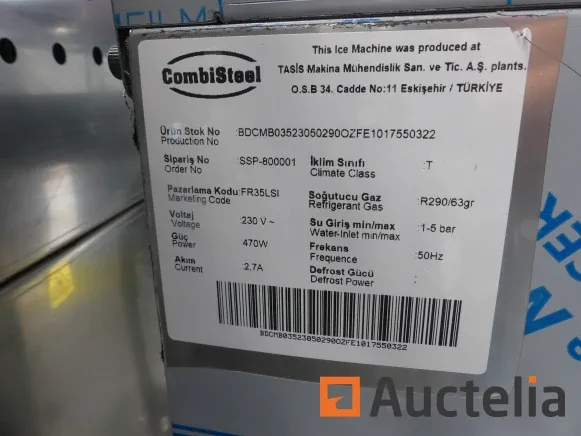 CombiSteel
This Ice Machine was produced at
TASİS Makina Mühendislik San. ve Tic. A.Ş. plants.
O.S.B 34. Cadde No:11 Eskişehir / TÜRKİYE
Ürün Stok No :BDCMB03523050290OZFE1017550322
Production No
Sipariş No : SSP-800001
Order No
Pazarlama Kodu :FR35LSI
Marketing Code
Voltaj :230 V ~
Voltege
Güç :470W
Power
Akım :2,7A
Current
İklim Sınıfı :T
Climate Class
Soğutucu Gaz :R290/63gr
Refrigerant Gas
Su Giriş min/max :1-5 bar
Water-Inlet min/max
Frekans :50Hz
Frequence
Defrost Gücü :
Defrost Power
BDCMB03523050290OZFE1017550322
Auctelia